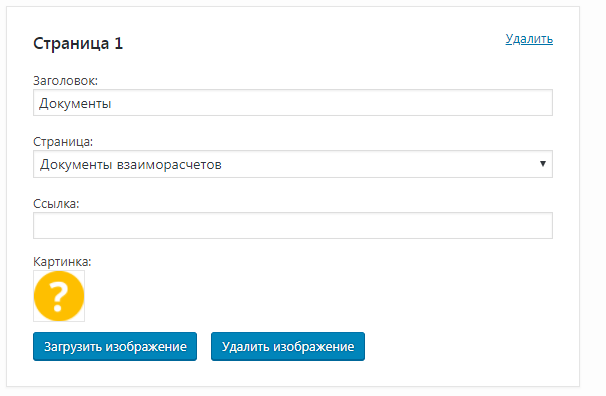 Страница 1
Удалить
Заголовок:
Документы
Страница:
Документы взаиморасчетов
Ссылка:
Картинка:
?
Загрузить изображение
Удалить изображение